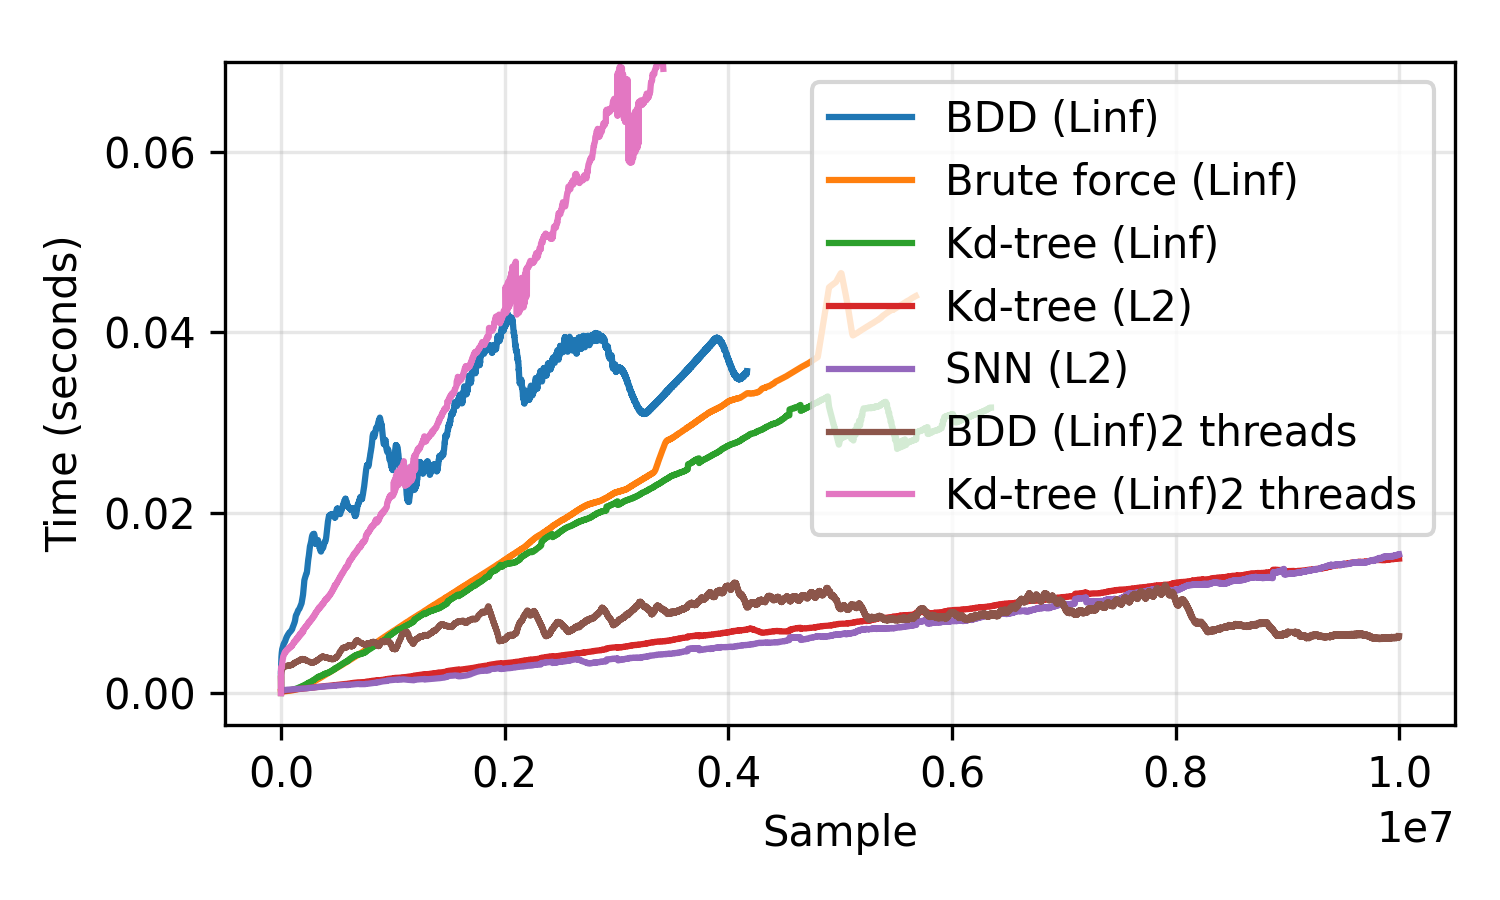 BDD (Linf)
Brute force (Linf)
Kd-tree (Linf)
Kd-tree (L2)
SNN (L2)
BDD (Linf)2 threads
Kd-tree (Linf)2 threads
0.06
0.04
0.02
0.00
Time (seconds)
0.0 0.2 0.4 0.6 0.8 1.0
1e7
Sample